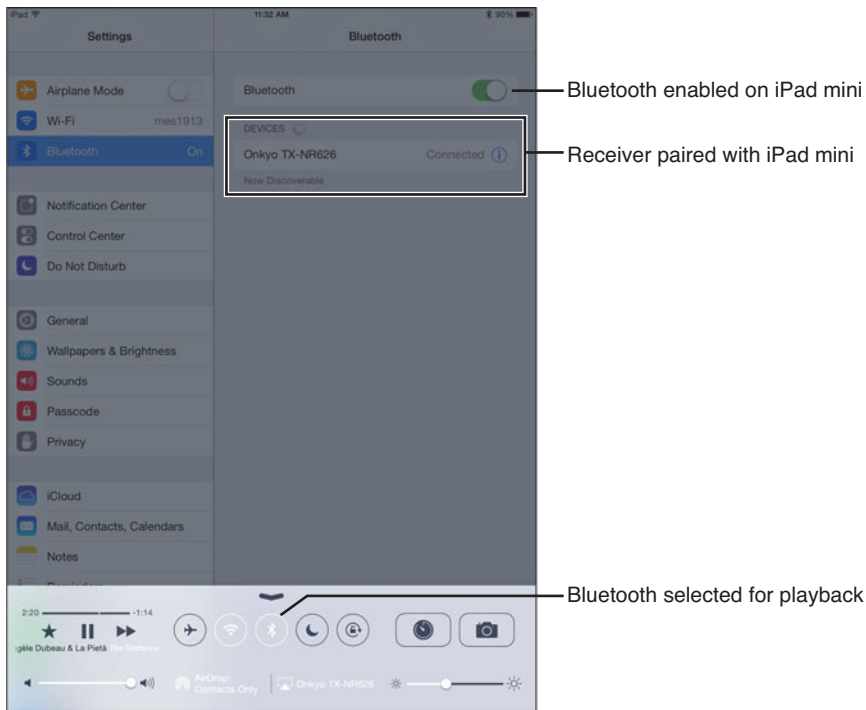 iPad 11:32 AM 90%
Settings Bluetooth
Airplane Mode
Wi-Fi mes1913
Bluetooth On
Notification Center
Control Center
Do Not Disturb
General
Wallpapers & Brightness
Sounds
Passcode
Privacy
iCloud
Mail, Contacts, Calendars
Notes
Bluetooth
DEVICES
Onkyo TX-NR626 Connected
Now Discoverable
Bluetooth enabled on iPad mini
Receiver paired with iPad mini
Bluetooth selected for playback
2:20 -1:14
gèle Dubeau & La Pietà The Distance
AirDrop:
Contacts Only
Onkyo TX-NR626